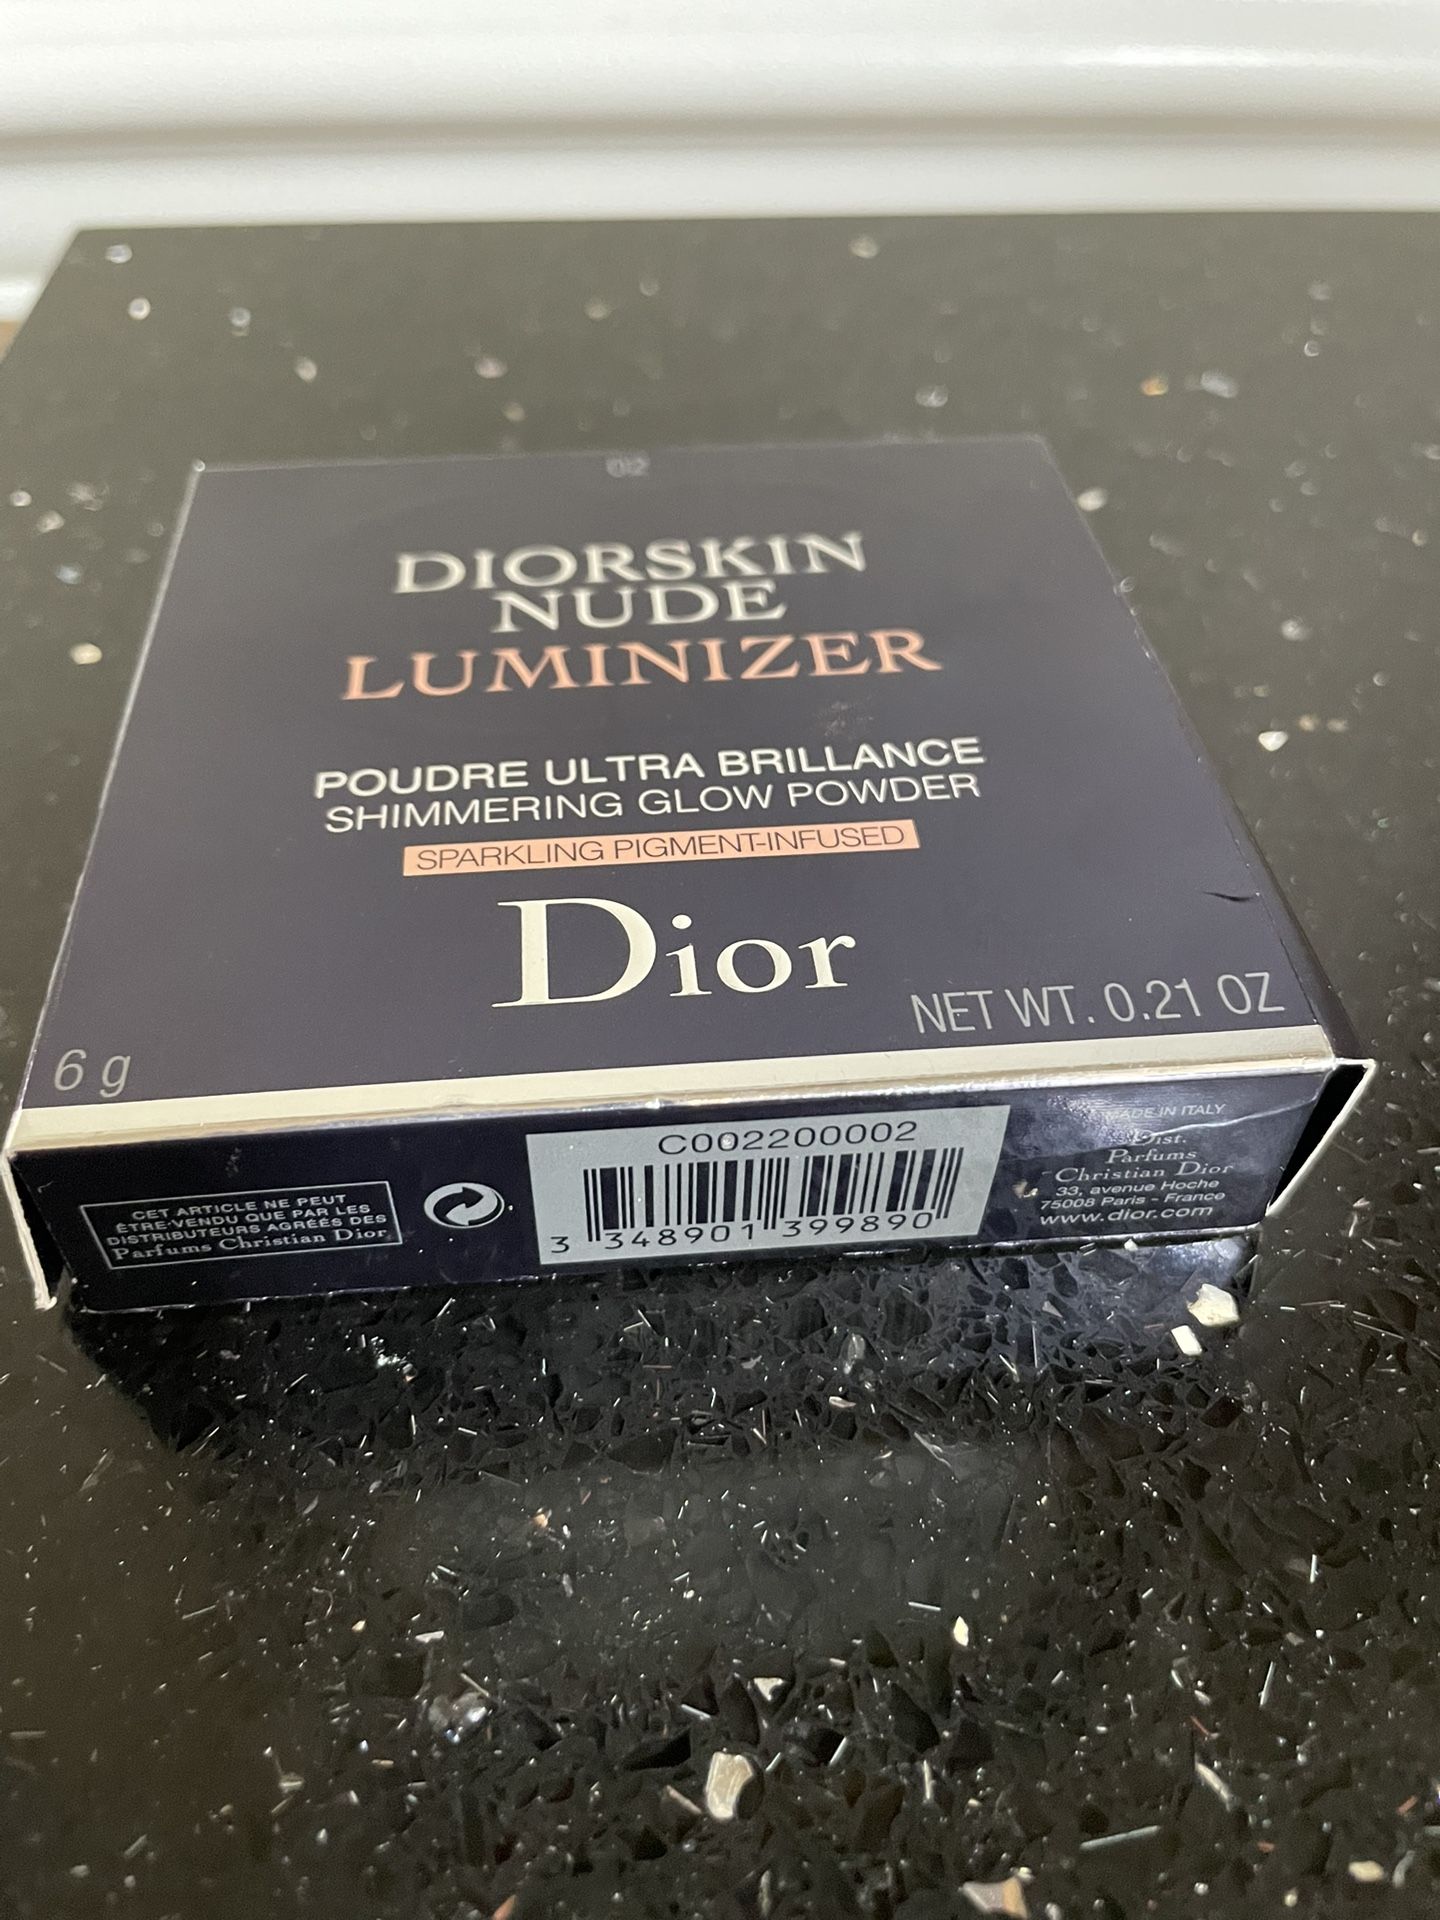 012
DIORSKIN
NUDE
LUMINIZER
POUDRE ULTRA BRILLANCE
SHIMMERING GLOW POWDER
SPARKLING PIGMENT-INFUSED
Dior
6 g
NET WT. 0.21 OZ
CET ARTICLE NE PEUT
ÊTRE VENDU QUE PAR LES
DISTRIBUTEURS AGRÉÉS DES
Parfums Christian Dior
C002200002
3 348901 399890
MADE IN ITALY
Dist.
Parfums
Christian Dior
33, avenue Hoche
75008 Paris - France
www.dior.com